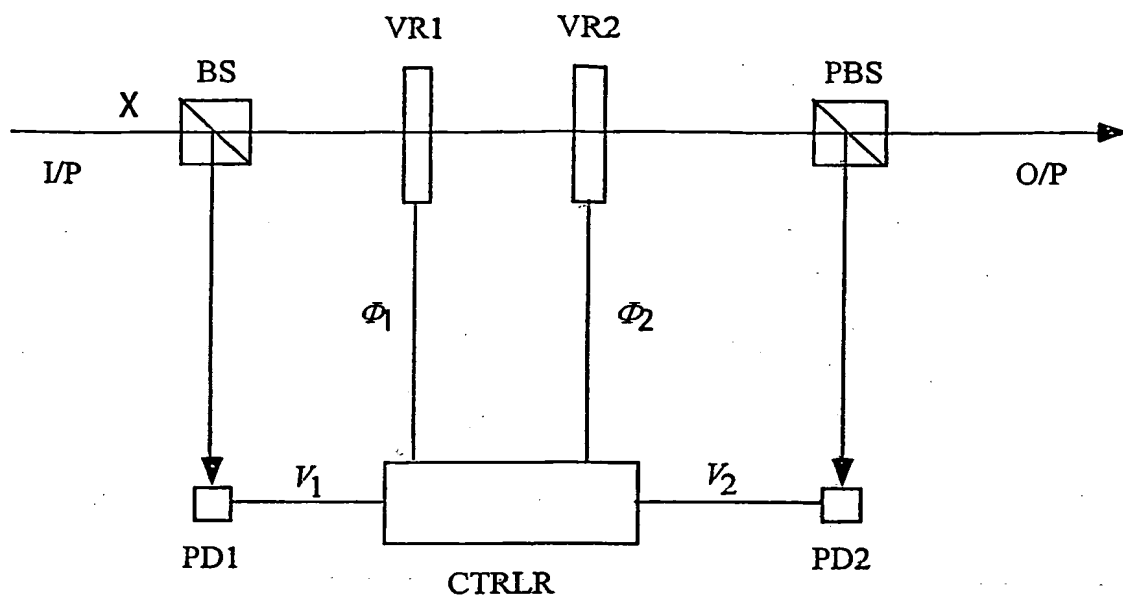 VR1
VR2
BS
PBS
X
I/P
O/P
Φ1
Φ2
V1
V2
PD1
PD2
CTRLR